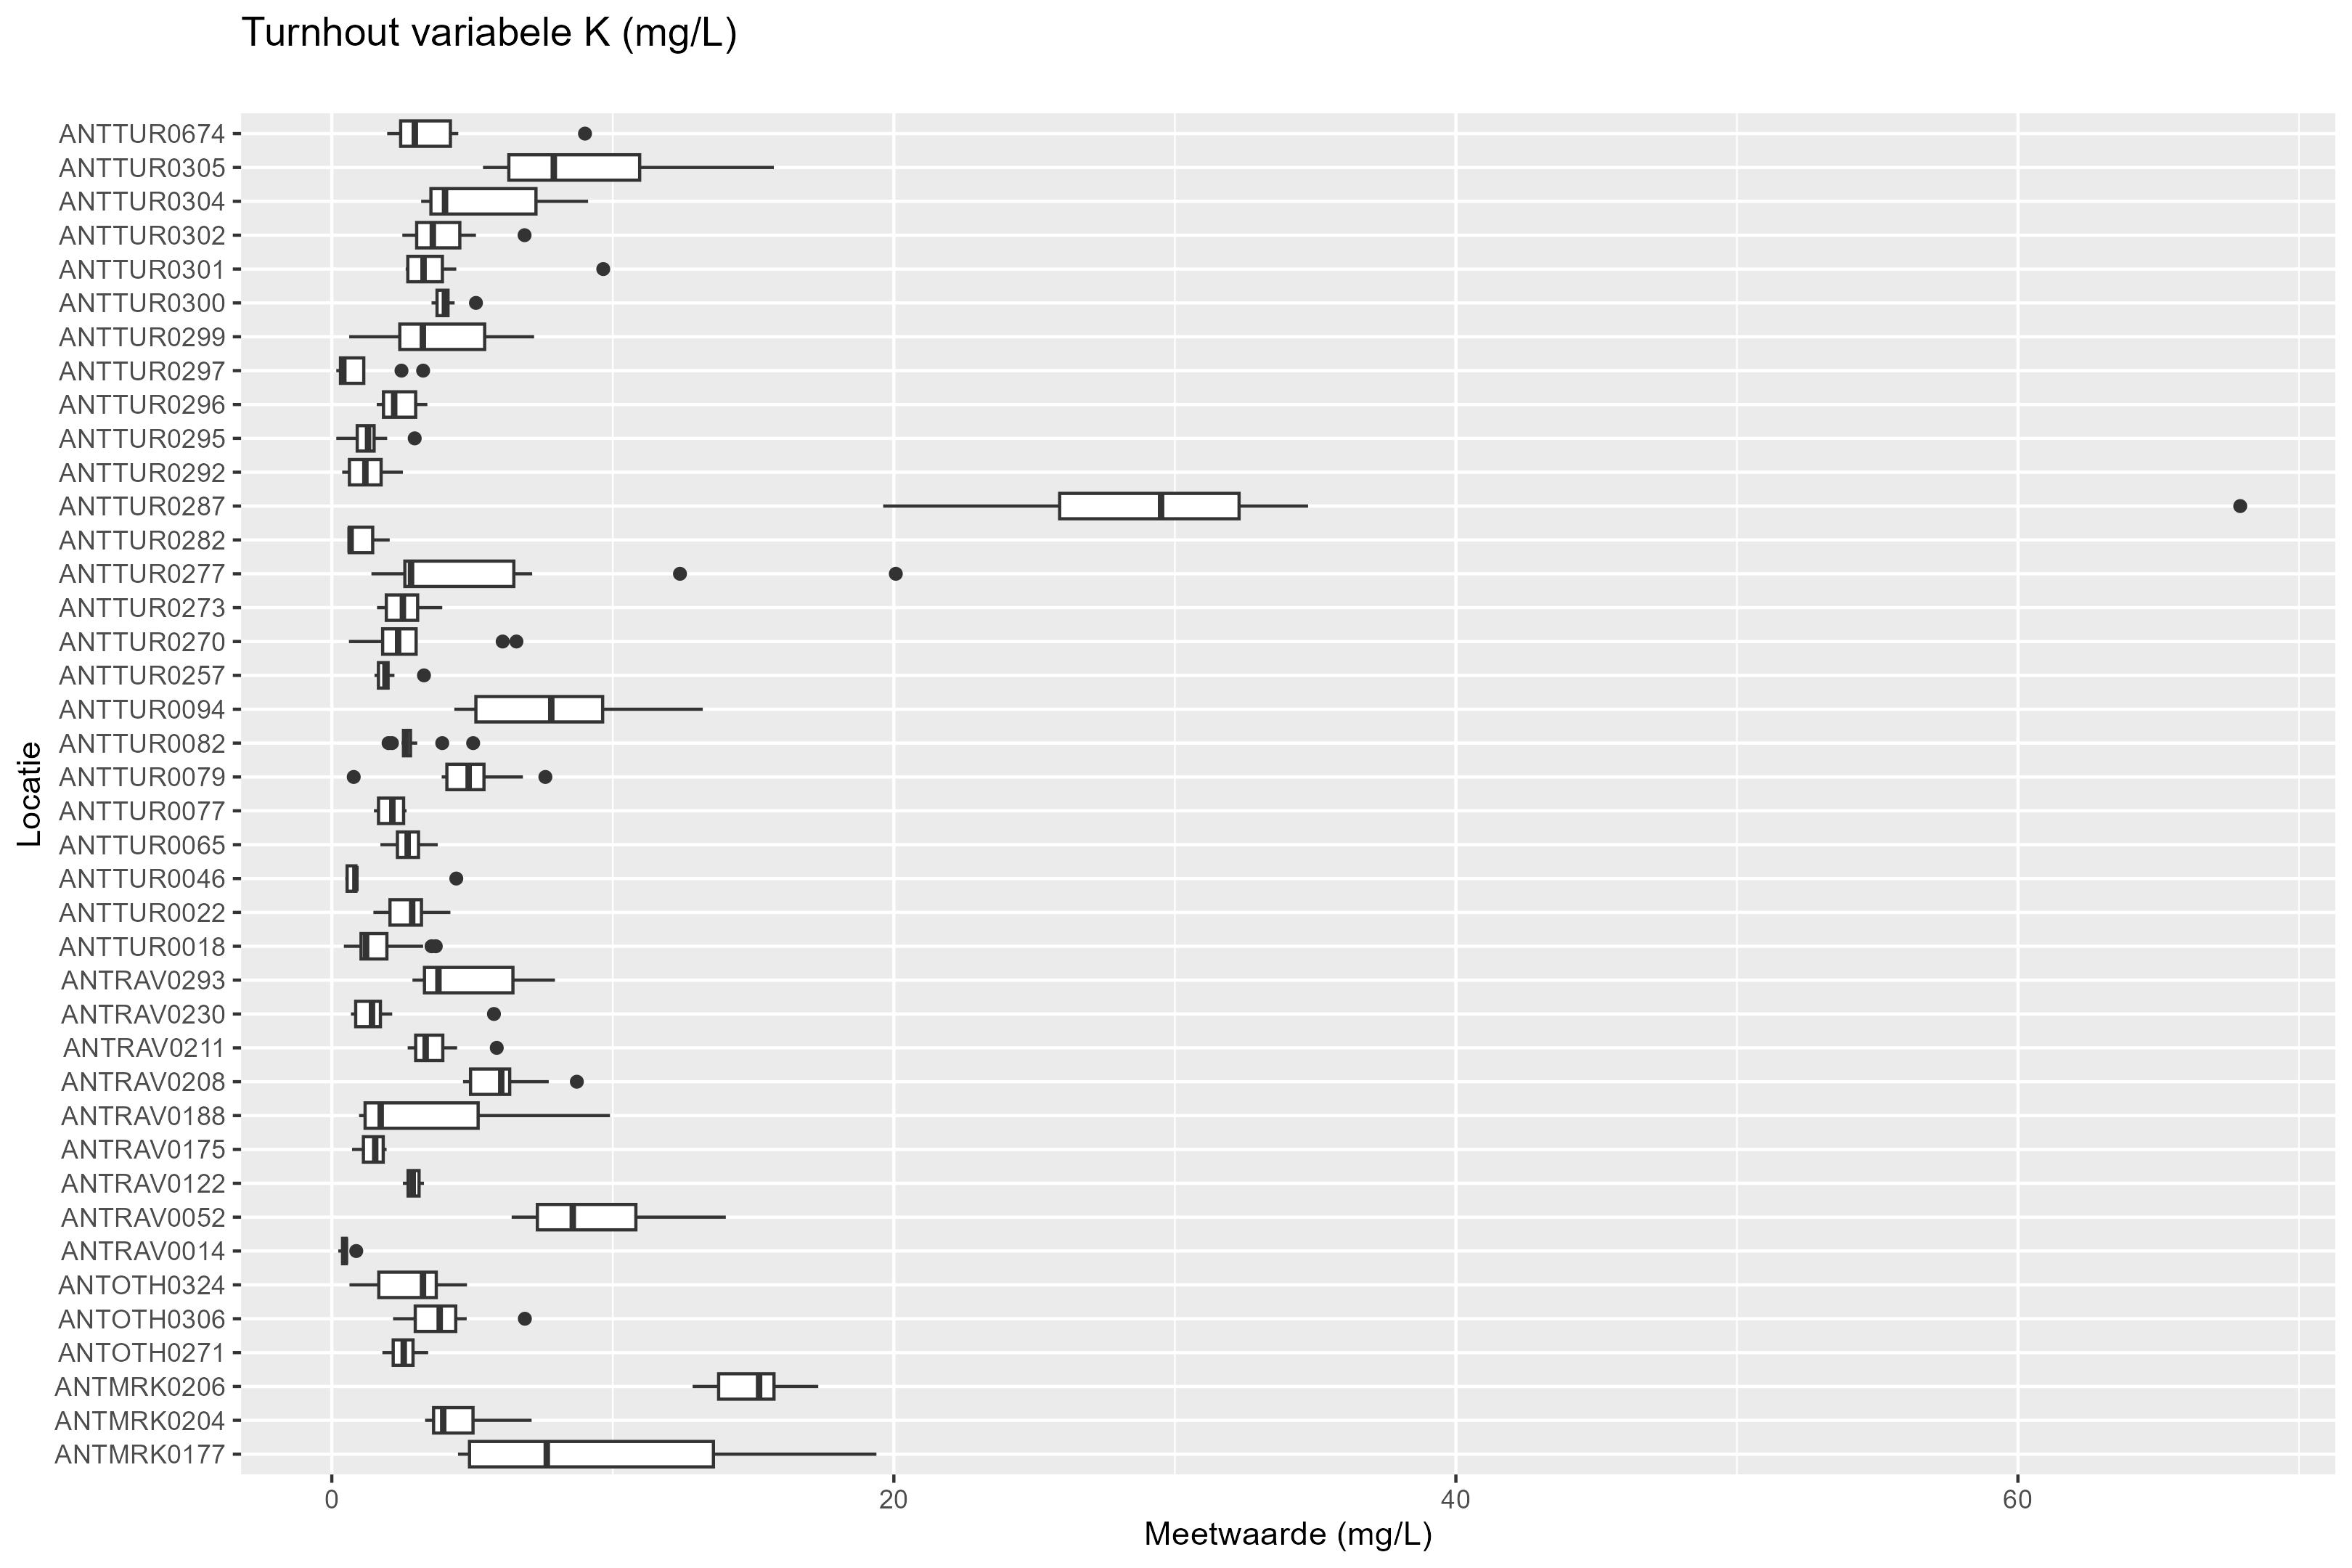 Turnhout variabele K (mg/L)
Locatie
ANTTUR0674
ANTTUR0305
ANTTUR0304
ANTTUR0302
ANTTUR0301
ANTTUR0300
ANTTUR0299
ANTTUR0297
ANTTUR0296
ANTTUR0295
ANTTUR0292
ANTTUR0287
ANTTUR0282
ANTTUR0277
ANTTUR0273
ANTTUR0270
ANTTUR0257
ANTTUR0094
ANTTUR0082
ANTTUR0079
ANTTUR0077
ANTTUR0065
ANTTUR0046
ANTTUR0022
ANTTUR0018
ANTRAV0293
ANTRAV0230
ANTRAV0211
ANTRAV0208
ANTRAV0188
ANTRAV0175
ANTRAV0122
ANTRAV0052
ANTRAV0014
ANTOTH0324
ANTOTH0306
ANTOTH0271
ANTMRK0206
ANTMRK0204
ANTMRK0177
0 20 40 60
Meetwaarde (mg/L)